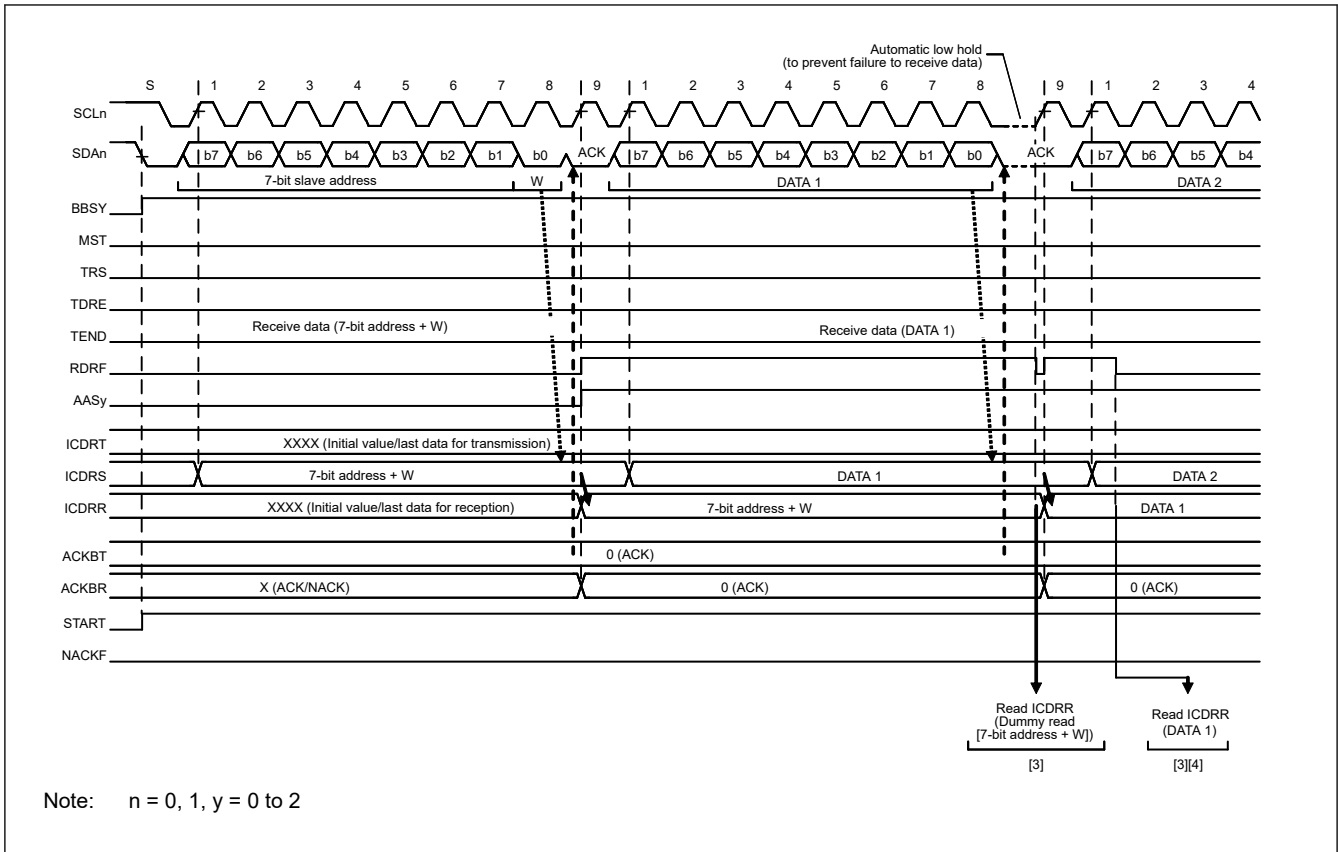 Automatic low hold
(to prevent failure to receive data)
S 1 2 3 4 5 6 7 8 9 1 2 3 4 5 6 7 8 9 1 2 3 4
SCLn
SDAn b7 b6 b5 b4 b3 b2 b1 b0 ACK b7 b6 b5 b4 b3 b2 b1 b0 ACK b7 b6 b5 b4
7-bit slave address W DATA 1 DATA 2
BBSY
MST
TRS
TDRE
Receive data (7-bit address + W) Receive data (DATA 1)
TEND
RDRF
AASy
ICDRT XXXX (Initial value/last data for transmission)
ICDRS 7-bit address + W DATA 1 DATA 2
ICDRR XXXX (Initial value/last data for reception) 7-bit address + W DATA 1
ACKBT 0 (ACK)
ACKBR X (ACK/NACK) 0 (ACK) 0 (ACK)
START
NACKF
Read ICDRR
(Dummy read
[7-bit address + W])
[3]
Read ICDRR
(DATA 1)
[3][4]
Note: n = 0, 1, y = 0 to 2